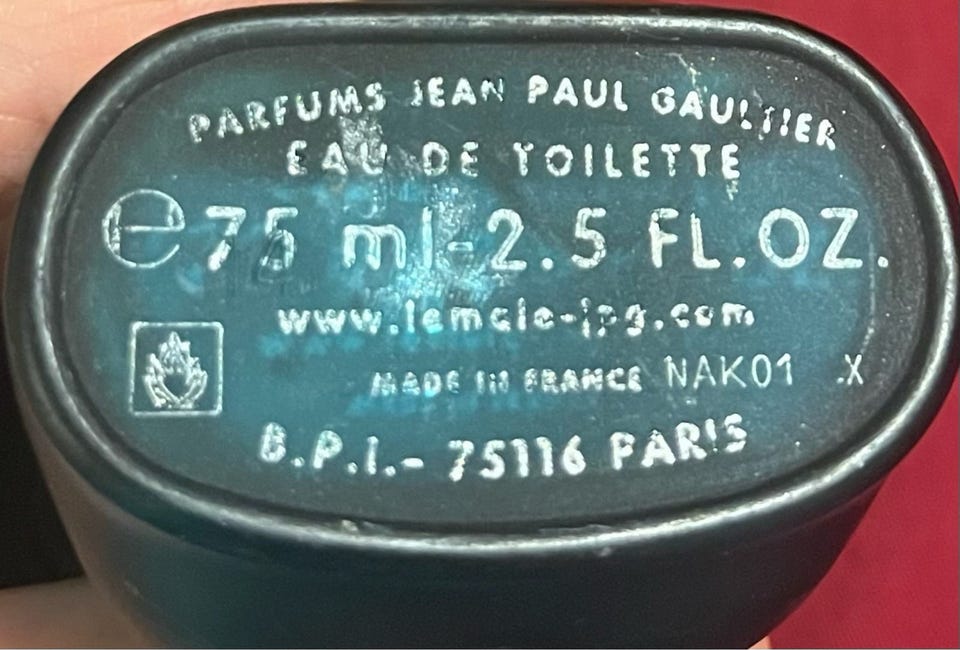 PARFUMS JEAN PAUL GAULTIER
EAU DE TOILETTE
℮ 75 ml-2.5 FL.OZ.
www.lemale-jpg.com
MADE IN FRANCE NAK01 .X
B.P.I.- 75116 PARIS